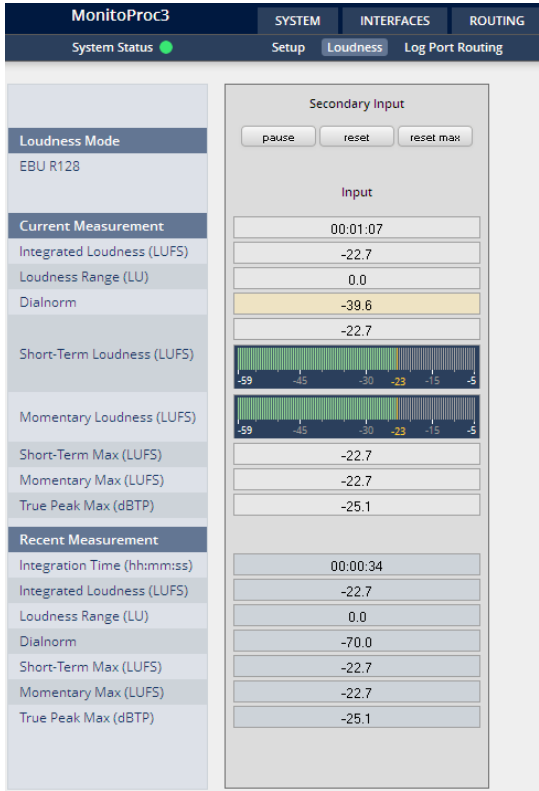 MonitoProc3
SYSTEM INTERFACES ROUTING
System Status Setup Loudness Log Port Routing
Secondary Input
pause reset reset max
Loudness Mode
EBU R128
Input
Current Measurement
00:01:07
Integrated Loudness (LUFS) -22.7
Loudness Range (LU) 0.0
Dialnorm -39.6
-22.7
Short-Term Loudness (LUFS)
-59 -45 -30 -23 -15 -5
Momentary Loudness (LUFS)
-59 -45 -30 -23 -15 -5
Short-Term Max (LUFS) -22.7
Momentary Max (LUFS) -22.7
True Peak Max (dBTP) -25.1
Recent Measurement
Integration Time (hh:mm:ss) 00:00:34
Integrated Loudness (LUFS) -22.7
Loudness Range (LU) 0.0
Dialnorm -70.0
Short-Term Max (LUFS) -22.7
Momentary Max (LUFS) -22.7
True Peak Max (dBTP) -25.1